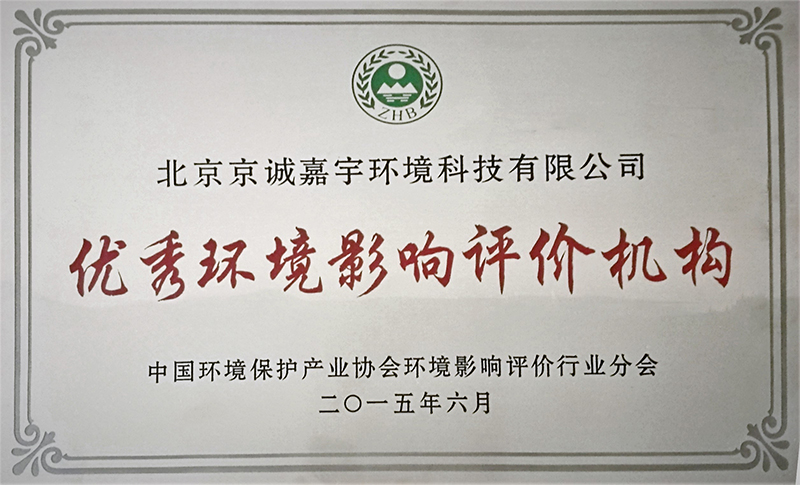 ZHB
北京京诚嘉宇环境科技有限公司
优秀环境影响评价机构
中国环境保护产业协会环境影响评价行业分会
二〇一五年六月